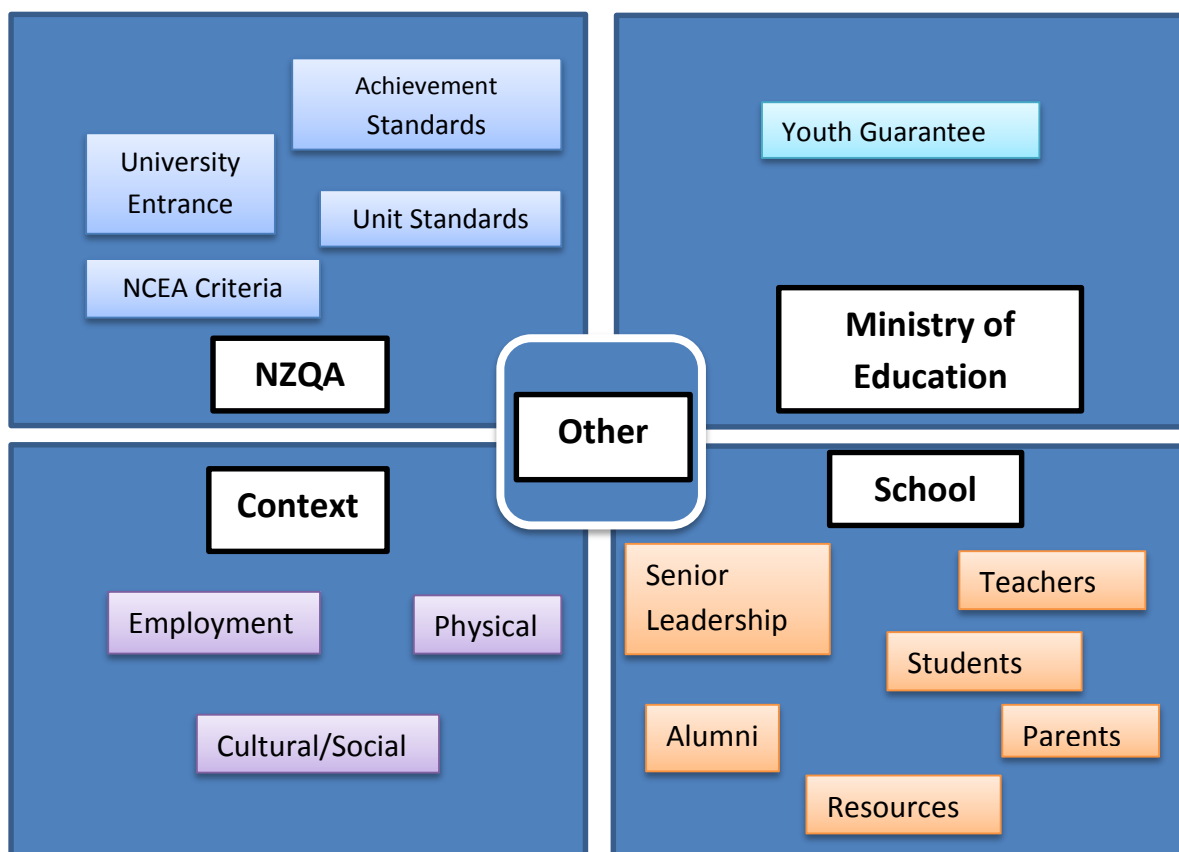 Achievement
Standards
University
Entrance
Unit Standards
NCEA Criteria
NZQA
Youth Guarantee
Ministry of
Education
Other
Context
Employment
Physical
Cultural/Social
School
Senior
Leadership
Teachers
Students
Alumni
Parents
Resources